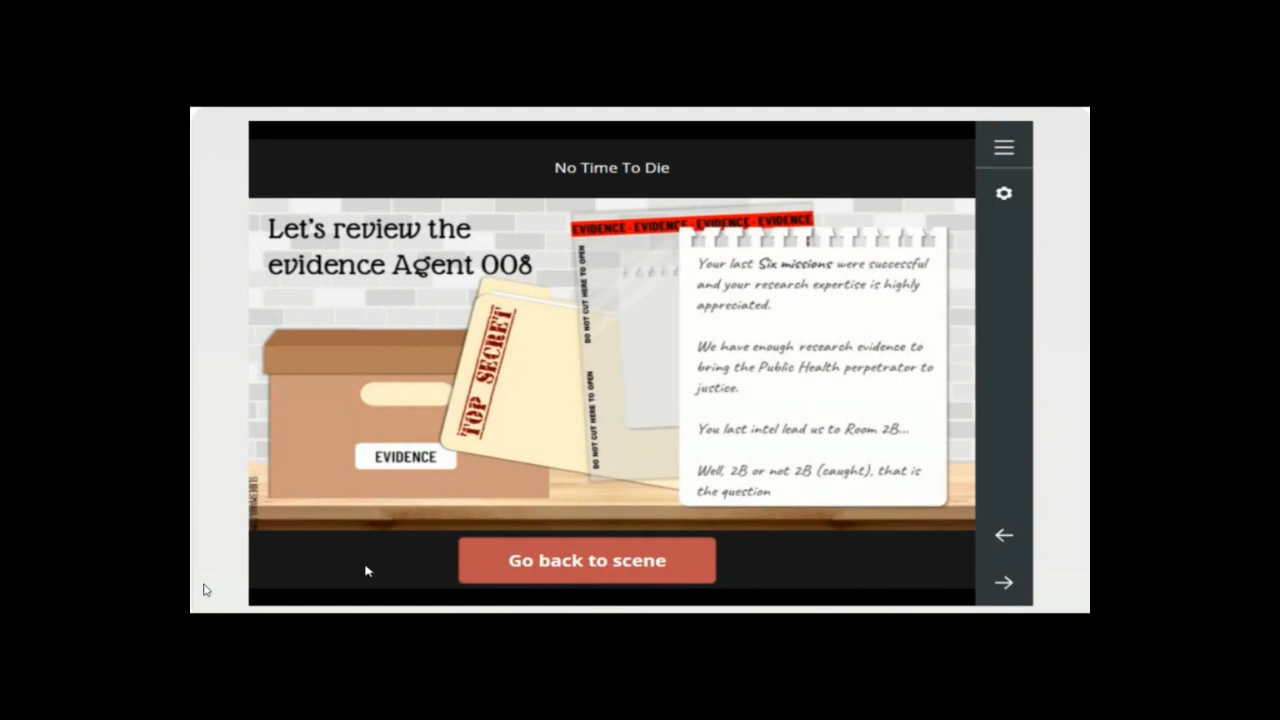 No Time To Die
Let's review the
evidence Agent 008
EVIDENCE · EVIDENCE · EVIDENCE · EVIDENCE
DO NOT CUT HERE TO OPEN
DO NOT CUT HERE TO OPEN
TOP SECRET
EVIDENCE
Your last Six missions were successful
and your research expertise is highly
appreciated.
We have enough research evidence to
bring the Public Health perpetrator to
justice.
You last intel lead us to Room 2B...
Well, 2B or not 2B (caught), that is
the question
Go back to scene